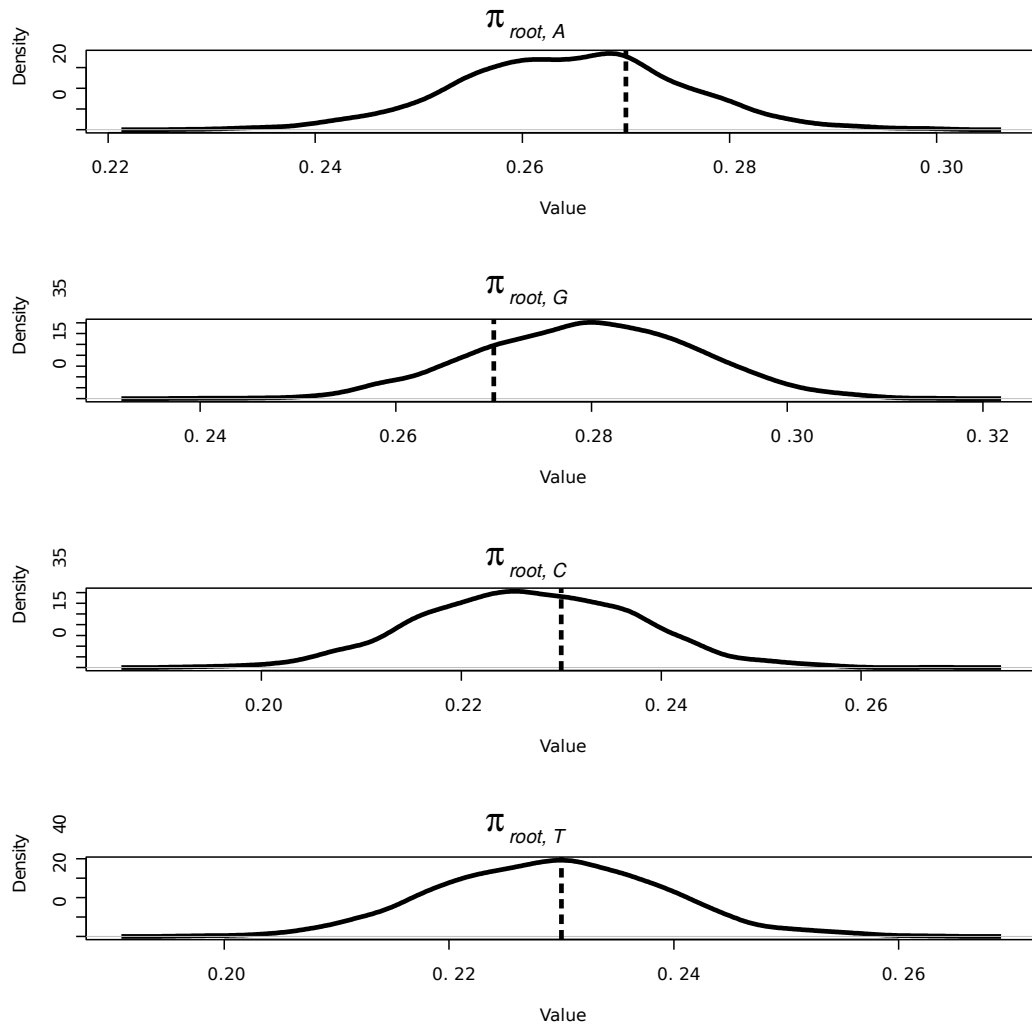 π root, A
Density
20
0
0.22 0. 24 0.26 0.28 0 .30
Value
π root, G
Density
35
15
0
0. 24 0.26 0.28 0.30 0. 32
Value
π root, C
Density
35
15
0
0.20 0.22 0. 24 0. 26
Value
π root, T
Density
40
20
0
0.20 0. 22 0. 24 0. 26
Value